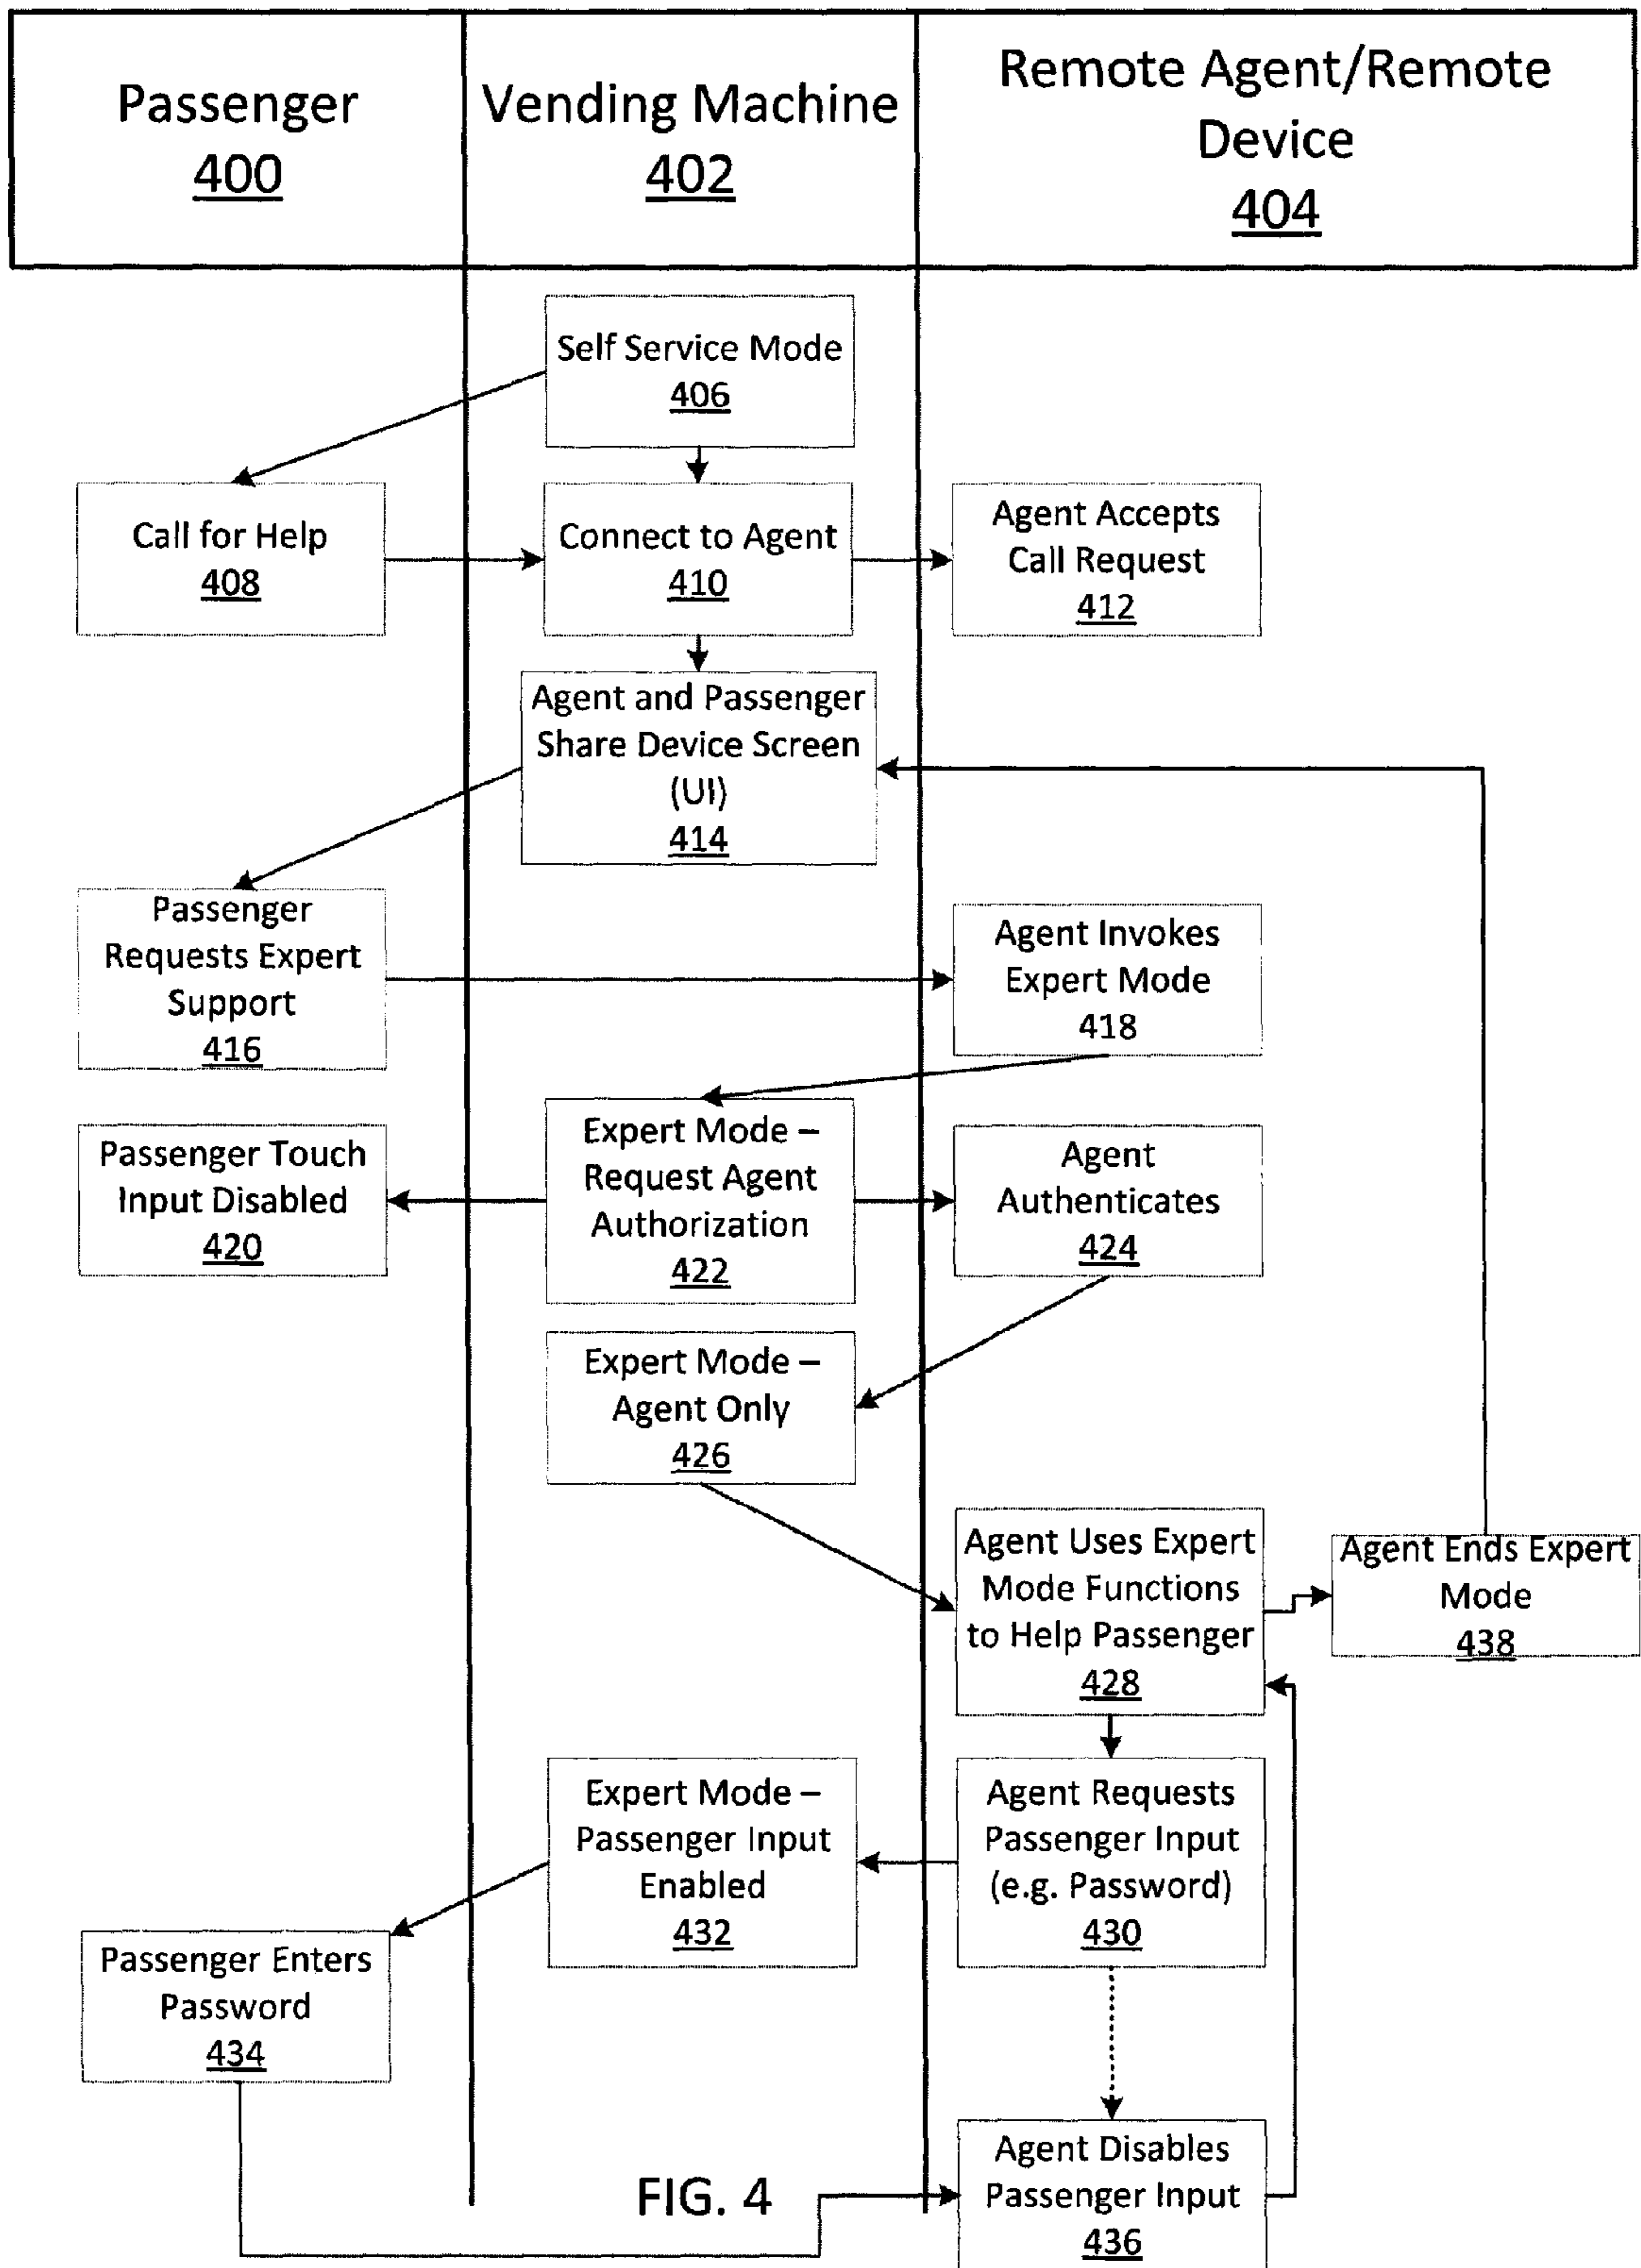 Passenger
400
Vending Machine
402
Remote Agent/Remote
Device
404
Self Service Mode
406
Call for Help
408
Connect to Agent
410
Agent Accepts
Call Request
412
Agent and Passenger
Share Device Screen
(UI)
414
Passenger
Requests Expert
Support
416
Agent Invokes
Expert Mode
418
Passenger Touch
Input Disabled
420
Expert Mode –
Request Agent
Authorization
422
Agent
Authenticates
424
Expert Mode –
Agent Only
426
Agent Uses Expert
Mode Functions
to Help Passenger
428
Agent Ends Expert
Mode
438
Expert Mode –
Passenger Input
Enabled
432
Agent Requests
Passenger Input
(e.g. Password)
430
Passenger Enters
Password
434
Agent Disables
Passenger Input
436
FIG. 4